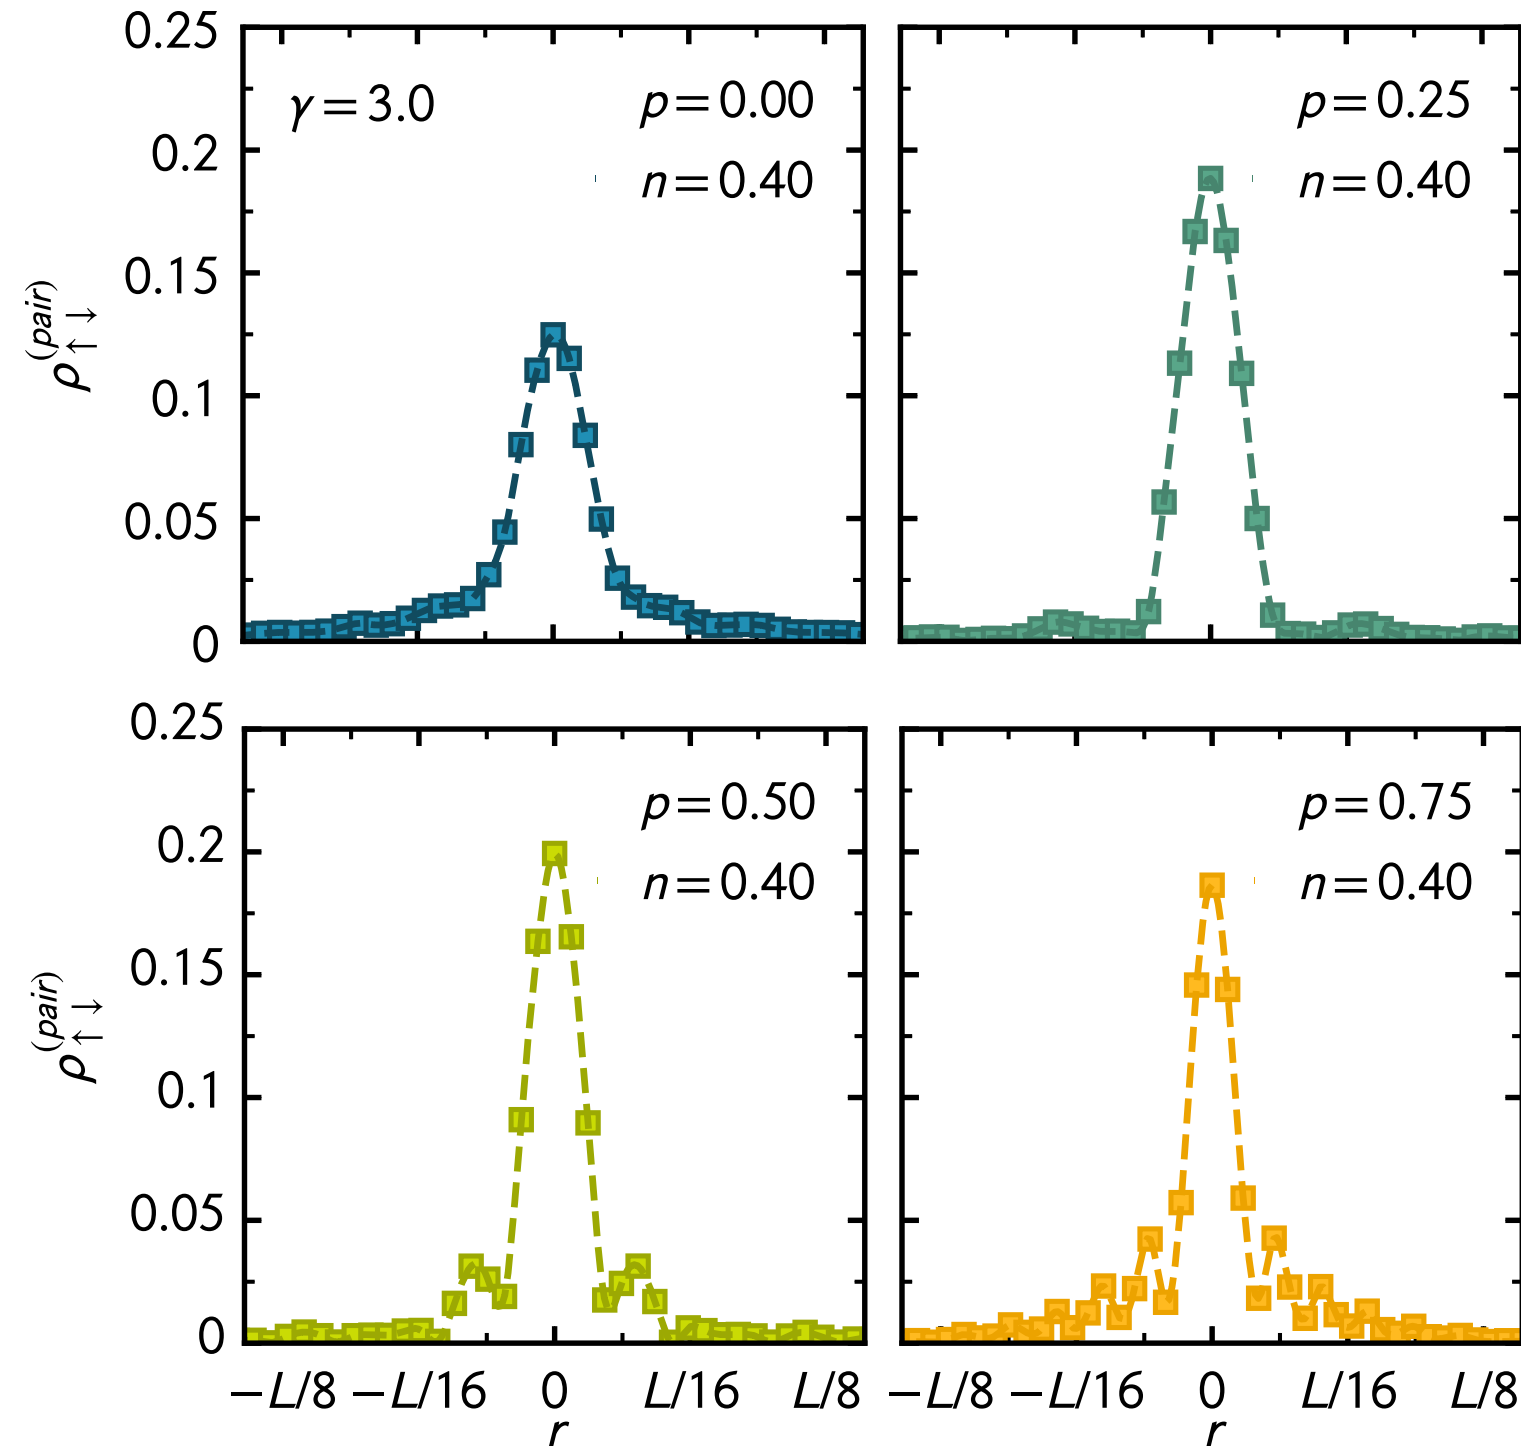 0.25
γ = 3.0
p = 0.00
p = 0.25
0.2
n = 0.40
n = 0.40
0.15
ρ↑↓(pair)
0.1
0.05
0
0.25
p = 0.50
p = 0.75
0.2
n = 0.40
n = 0.40
0.15
ρ↑↓(pair)
0.1
0.05
0
−L/8 −L/16 0 L/16 L/8
−L/8 −L/16 0 L/16 L/8
r
r